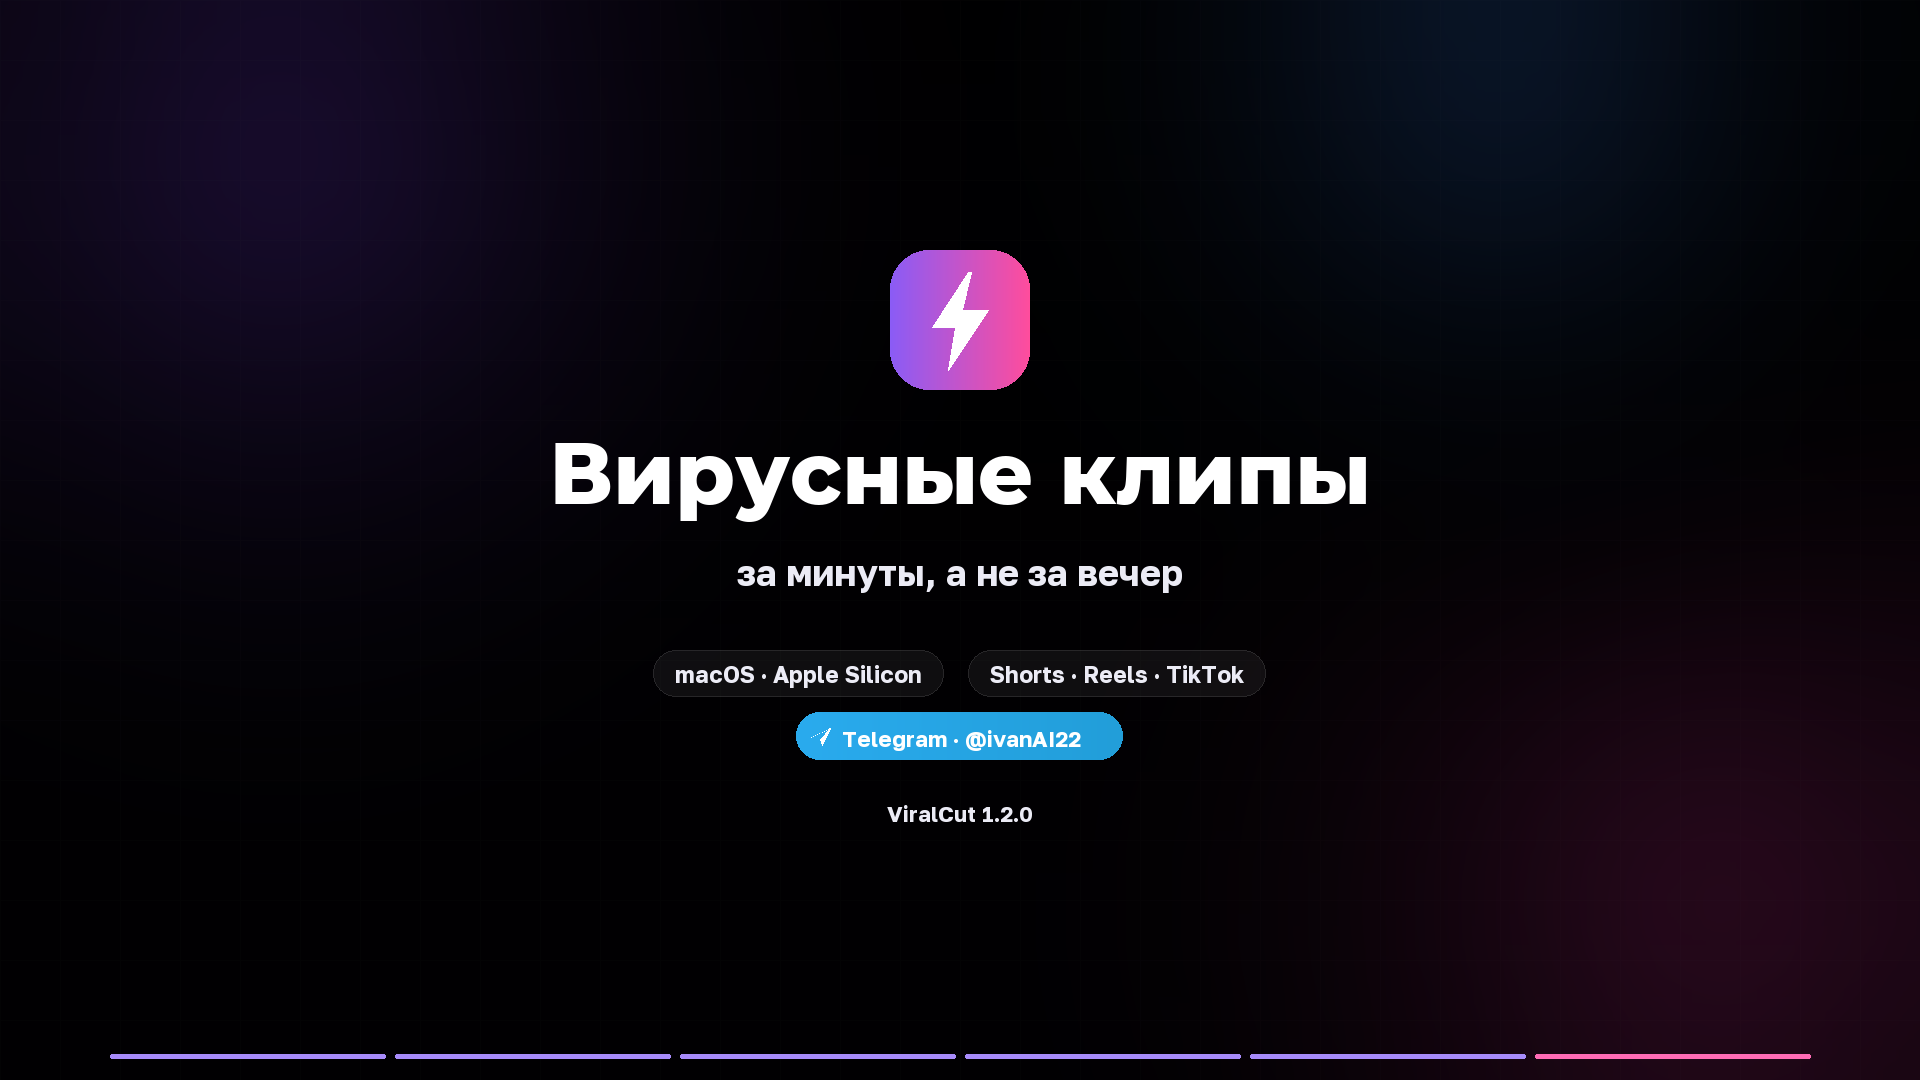 Вирусные клипы
за минуты, а не за вечер
macOS · Apple Silicon
Shorts · Reels · TikTok
Telegram · @ivanAI22
ViralCut 1.2.0